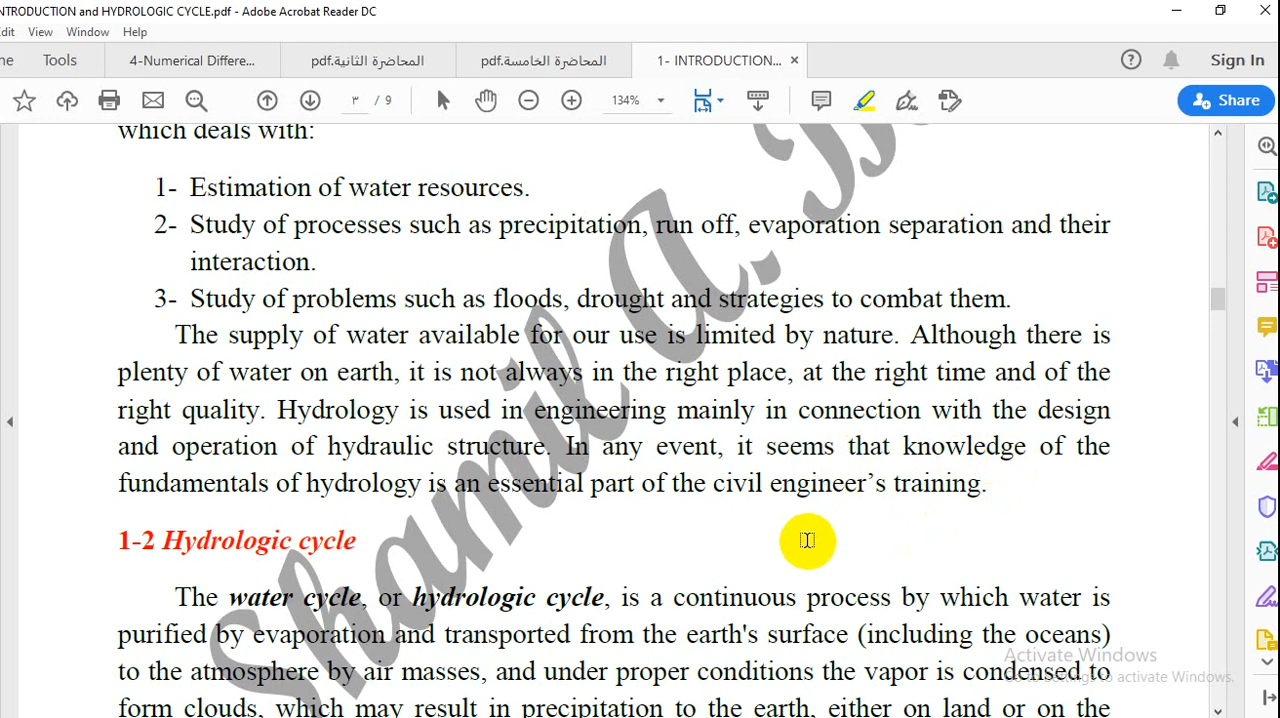 NTRODUCTION and HYDROLOGIC CYCLE.pdf - Adobe Acrobat Reader DC
dit View Window Help
ne Tools 4-Numerical Differe... المحاضرة الثانية.pdf المحاضرة الخامسة.pdf 1- INTRODUCTION... × Sign In
٣ / 9 134% Share
which deals with:
1- Estimation of water resources.
2- Study of processes such as precipitation, run off, evaporation separation and their
interaction.
3- Study of problems such as floods, drought and strategies to combat them.
The supply of water available for our use is limited by nature. Although there is
plenty of water on earth, it is not always in the right place, at the right time and of the
right quality. Hydrology is used in engineering mainly in connection with the design
and operation of hydraulic structure. In any event, it seems that knowledge of the
fundamentals of hydrology is an essential part of the civil engineer’s training.
1-2 Hydrologic cycle
The water cycle, or hydrologic cycle, is a continuous process by which water is
purified by evaporation and transported from the earth's surface (including the oceans)
to the atmosphere by air masses, and under proper conditions the vapor is condensed to
form clouds, which may result in precipitation to the earth, either on land or on the
Shamil A.
Activate Windows
Go to Settings to activate Windows.